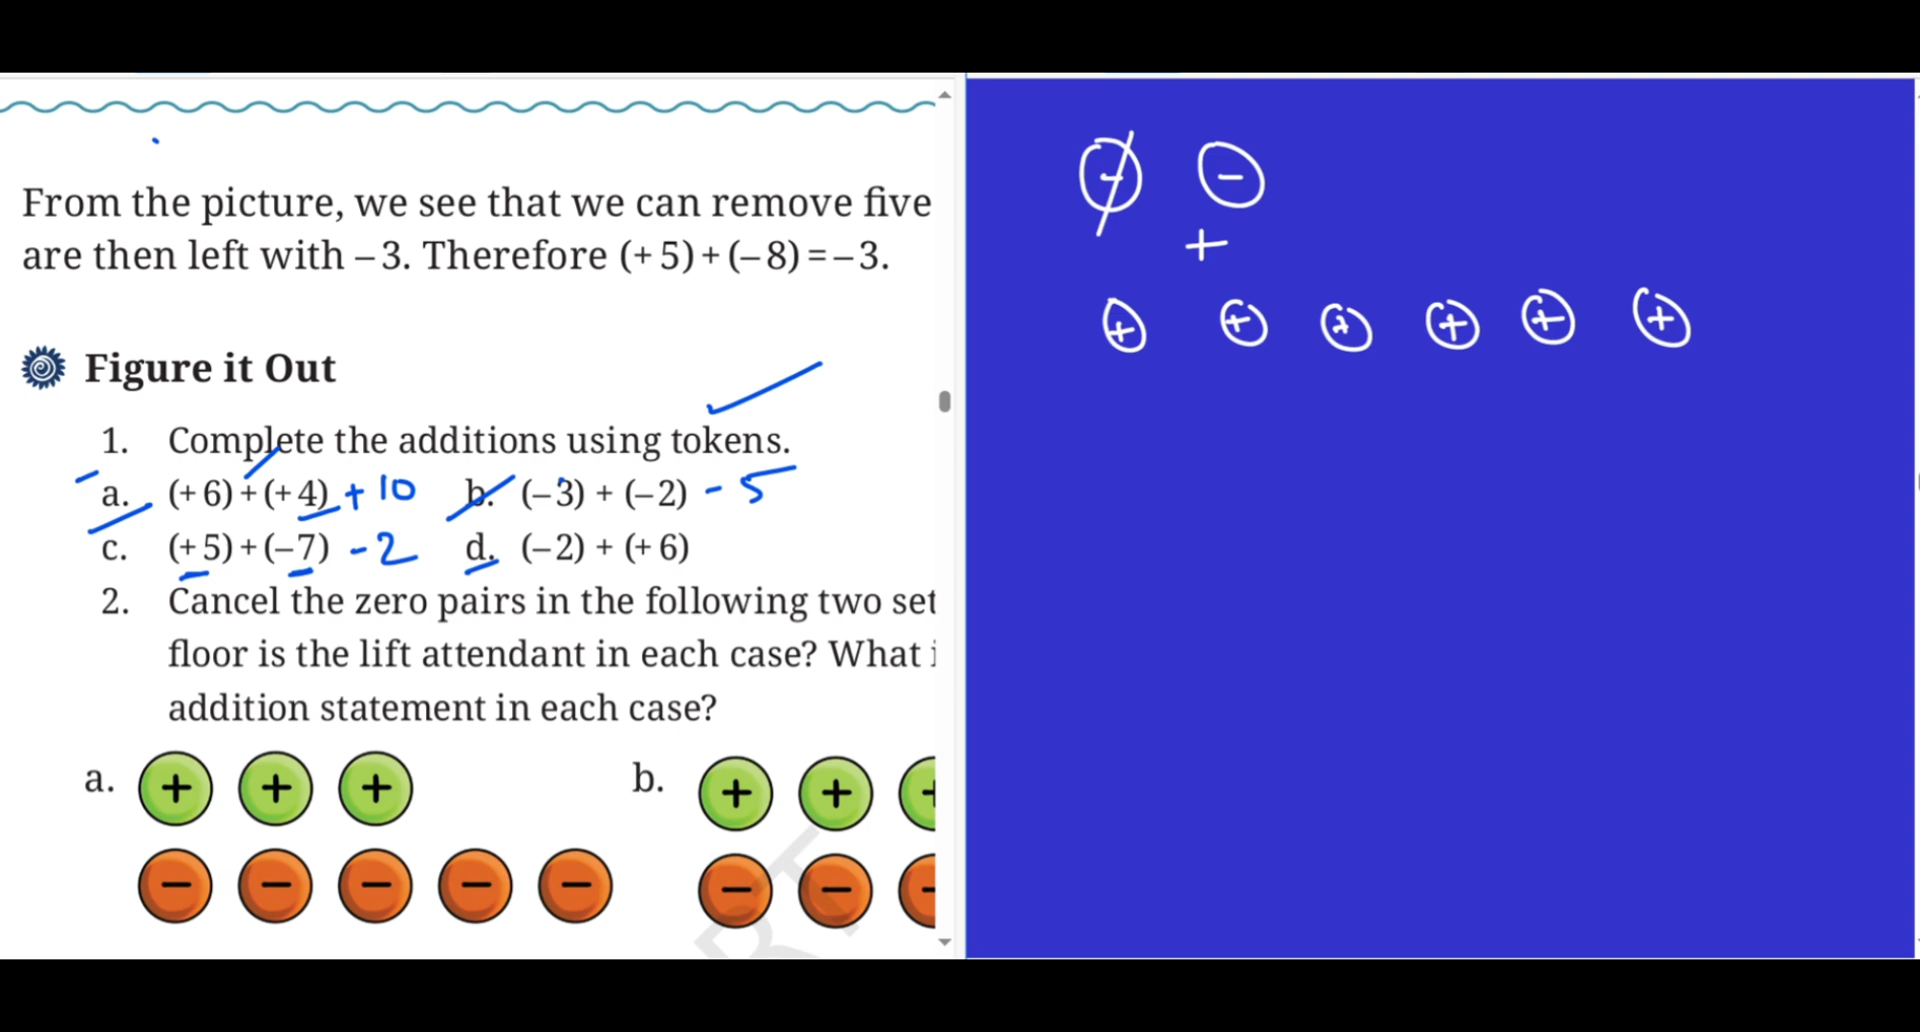 From the picture, we see that we can remove five
are then left with –3. Therefore (+5)+(–8)=–3.
Figure it Out
1. Complete the additions using tokens.
a. (+6)+(+4) +10 b. (–3) + (–2) -5
c. (+5)+(–7) -2 d. (–2) + (+6)
2. Cancel the zero pairs in the following two set
floor is the lift attendant in each case? What i
addition statement in each case?
a. + + + b. + + +
– – – – – – – –
- -
+
+ + + + + +